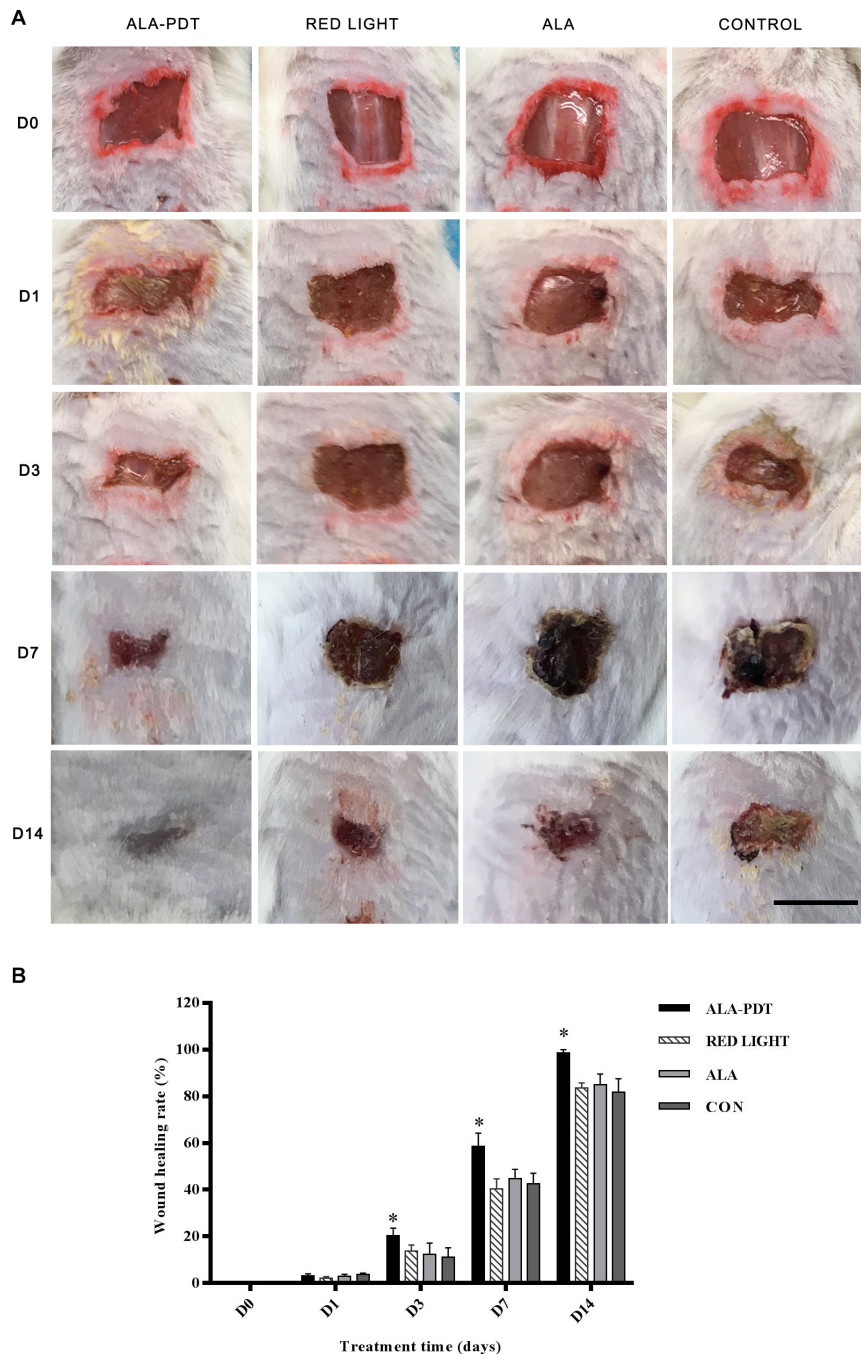 A
ALA-PDT RED LIGHT ALA CONTROL
D0
D1
D3
D7
D14
B
Wound healing rate (%)
120
100
80
60
40
20
0
* * *
D0 D1 D3 D7 D14
Treatment time (days)
ALA-PDT
RED LIGHT
ALA
CON